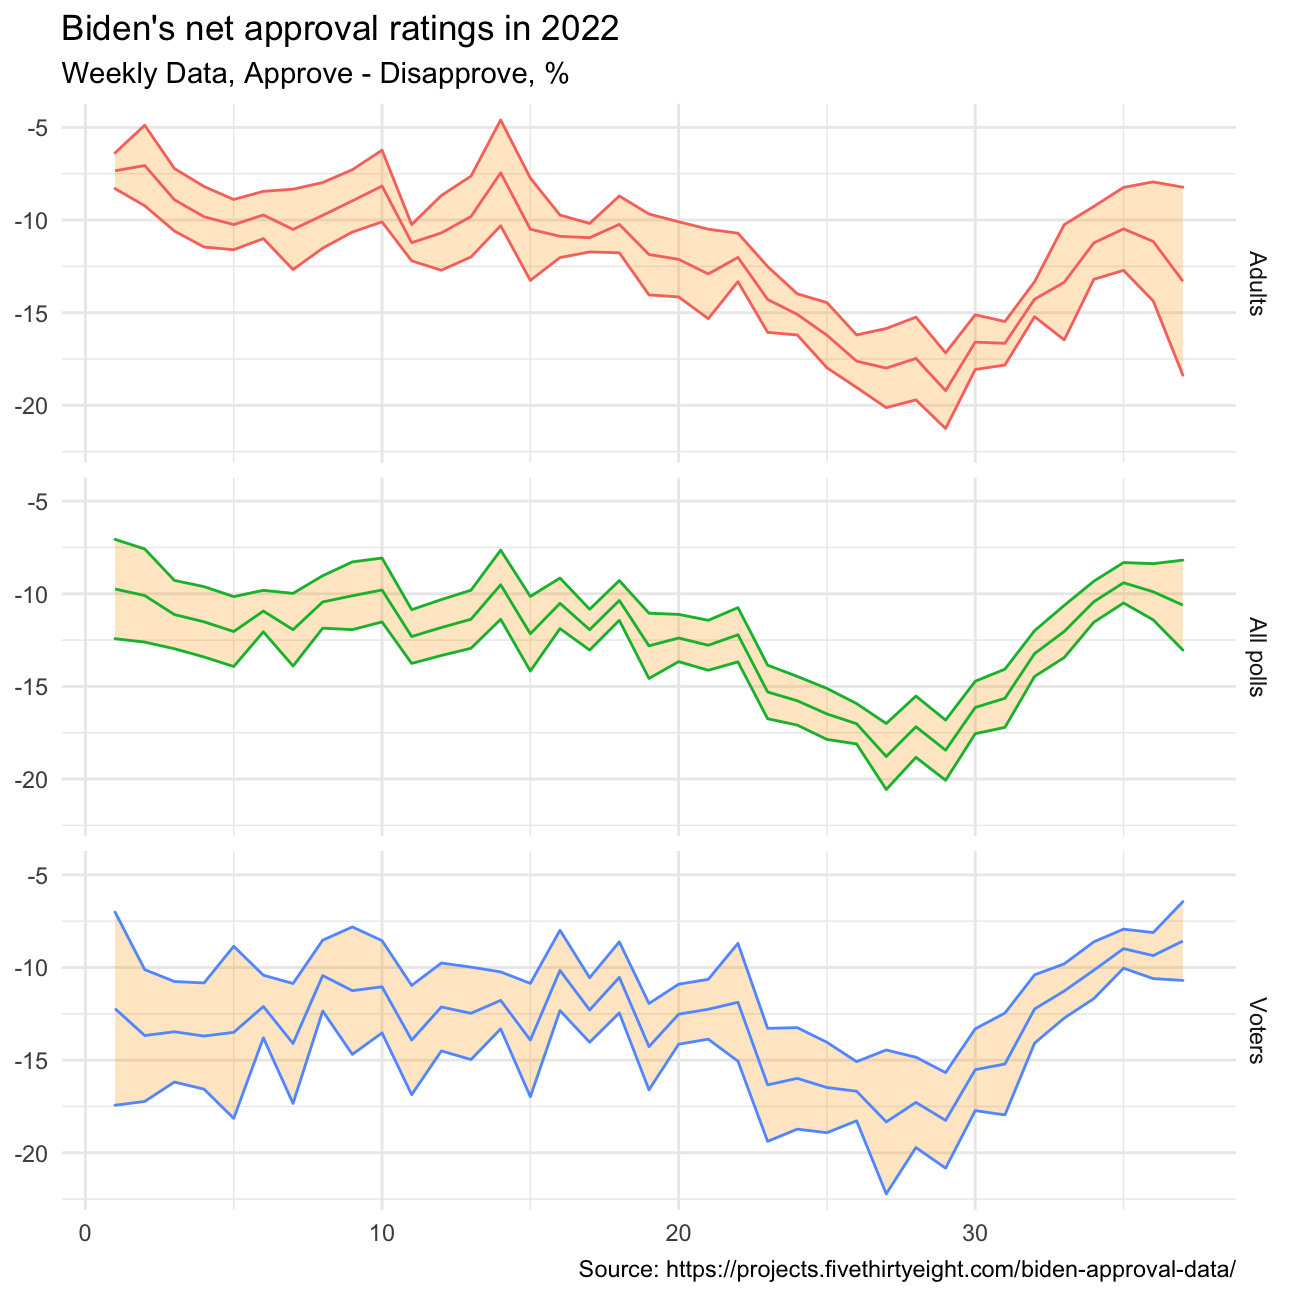 Biden's net approval ratings in 2022
Weekly Data, Approve - Disapprove, %
-5
-10
-15
-20
Adults
-5
-10
-15
-20
All polls
-5
-10
-15
-20
Voters
0 10 20 30
Source: https://projects.fivethirtyeight.com/biden-approval-data/